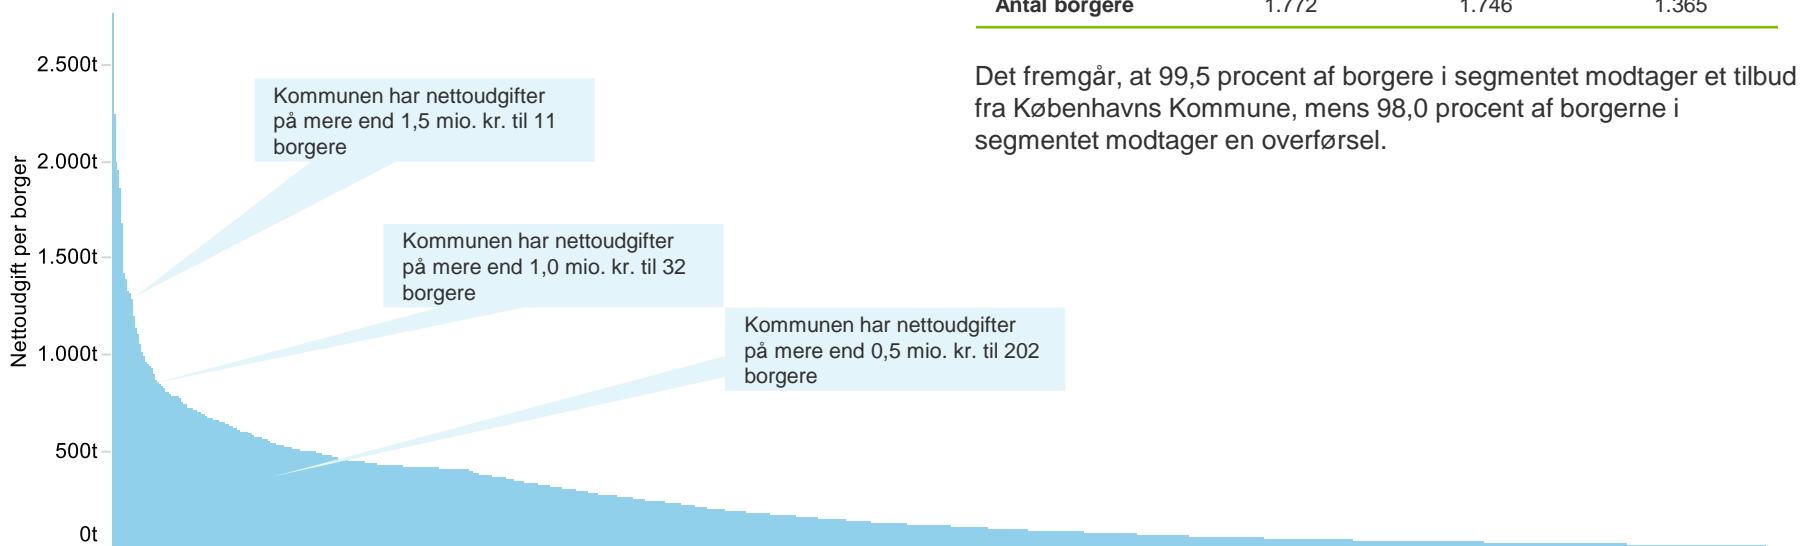 Antal borgere 1.772 1.746 1.365
Det fremgår, at 99,5 procent af borgere i segmentet modtager et tilbud
fra Københavns Kommune, mens 98,0 procent af borgerne i
segmentet modtager en overførsel.
Nettoudgift per borger
2.500t
2.000t
1.500t
1.000t
500t
0t
Kommunen har nettoudgifter
på mere end 1,5 mio. kr. til 11
borgere
Kommunen har nettoudgifter
på mere end 1,0 mio. kr. til 32
borgere
Kommunen har nettoudgifter
på mere end 0,5 mio. kr. til 202
borgere